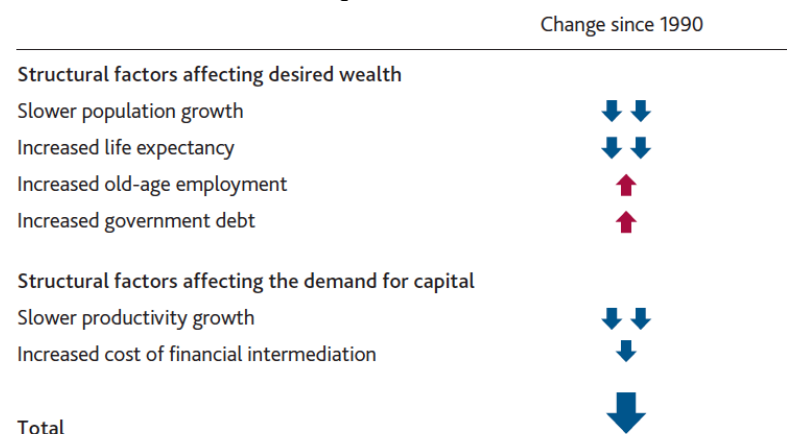 Change since 1990
Structural factors affecting desired wealth
Slower population growth
Increased life expectancy
Increased old-age employment
Increased government debt
Structural factors affecting the demand for capital
Slower productivity growth
Increased cost of financial intermediation
Total